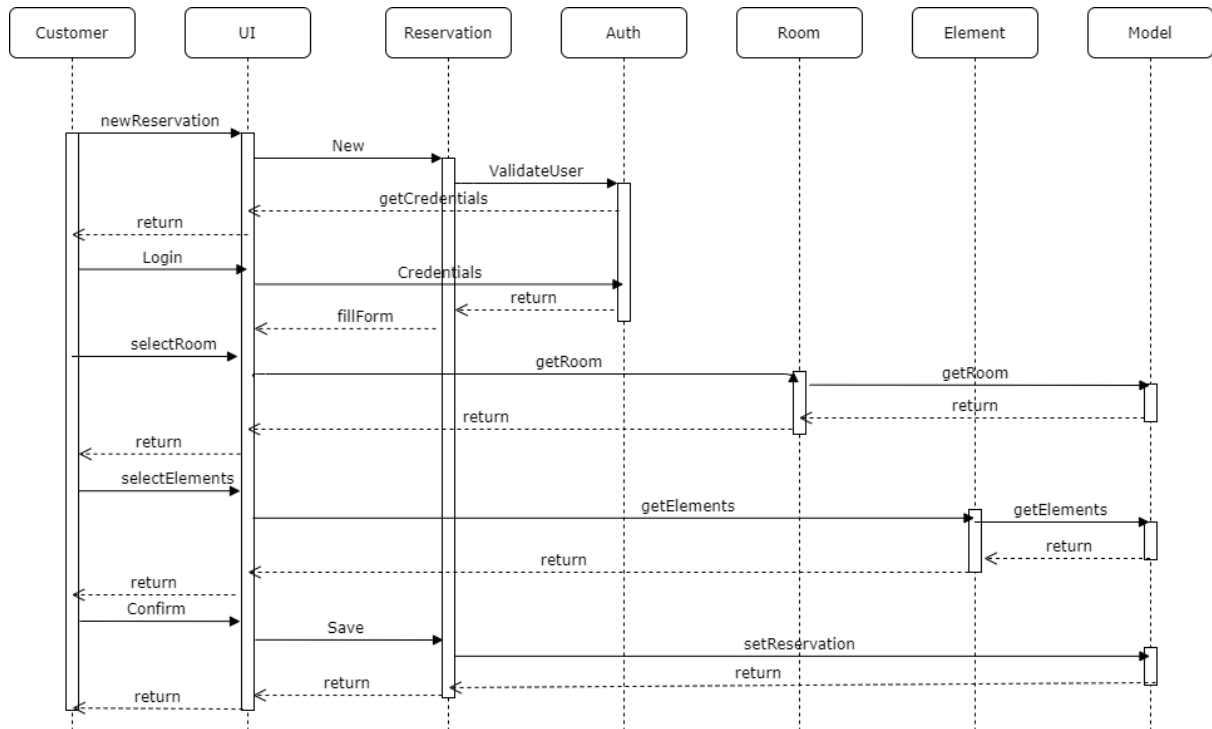 Customer
UI
Reservation
Auth
Room
Element
Model
newReservation
New
ValidateUser
getCredentials
return
Login
Credentials
return
fillForm
selectRoom
getRoom
getRoom
return
return
return
selectElements
getElements
getElements
return
return
return
Confirm
Save
setReservation
return
return
return